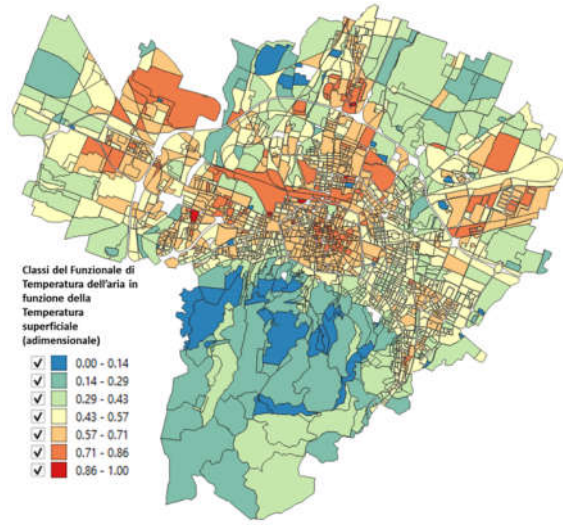 Classi del Funzionale di
Temperatura dell'aria in
funzione della
Temperatura
superficiale
(adimensionale)
0.00 - 0.14
0.14 - 0.29
0.29 - 0.43
0.43 - 0.57
0.57 - 0.71
0.71 - 0.86
0.86 - 1.00